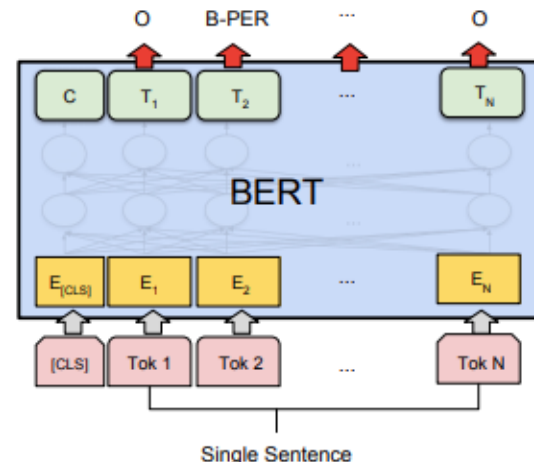 O B-PER ... O
C T1 T2 ... TN
...
...
BERT
E[CLS] E1 E2 ... EN
[CLS] Tok 1 Tok 2 ... Tok N
Single Sentence